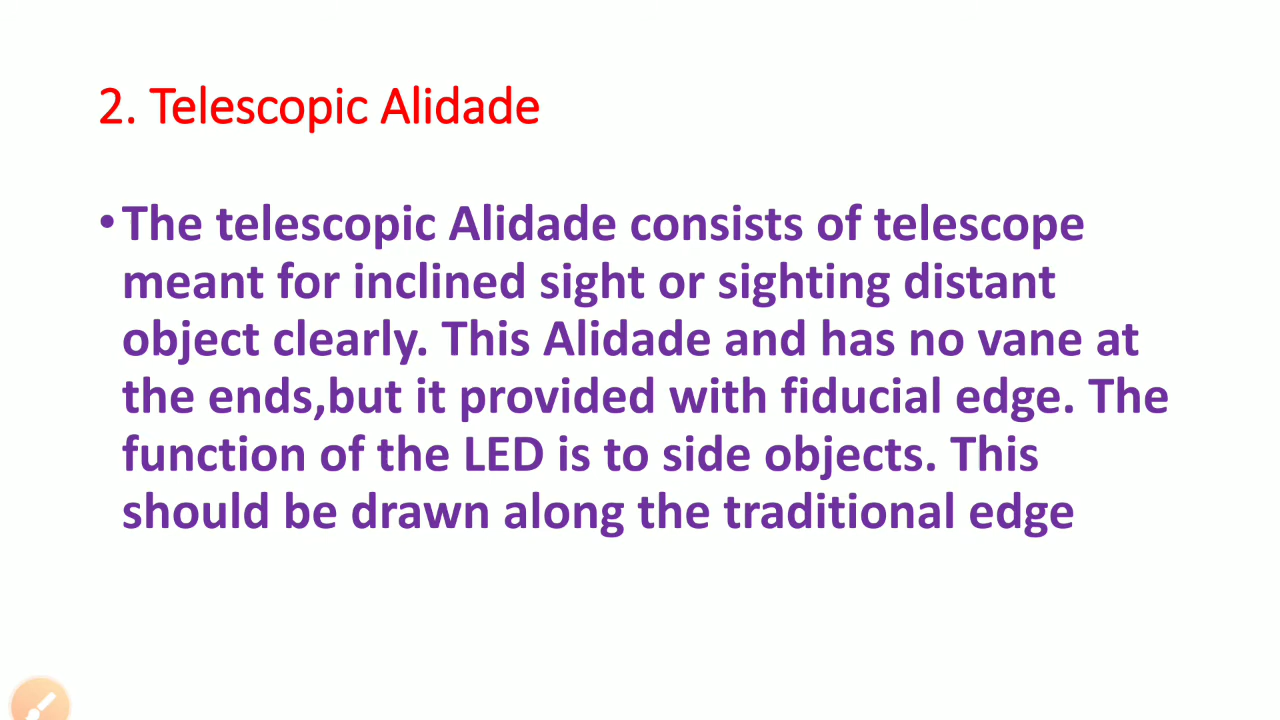 2. Telescopic Alidade
•The telescopic Alidade consists of telescope
meant for inclined sight or sighting distant
object clearly. This Alidade and has no vane at
the ends,but it provided with fiducial edge. The
function of the LED is to side objects. This
should be drawn along the traditional edge